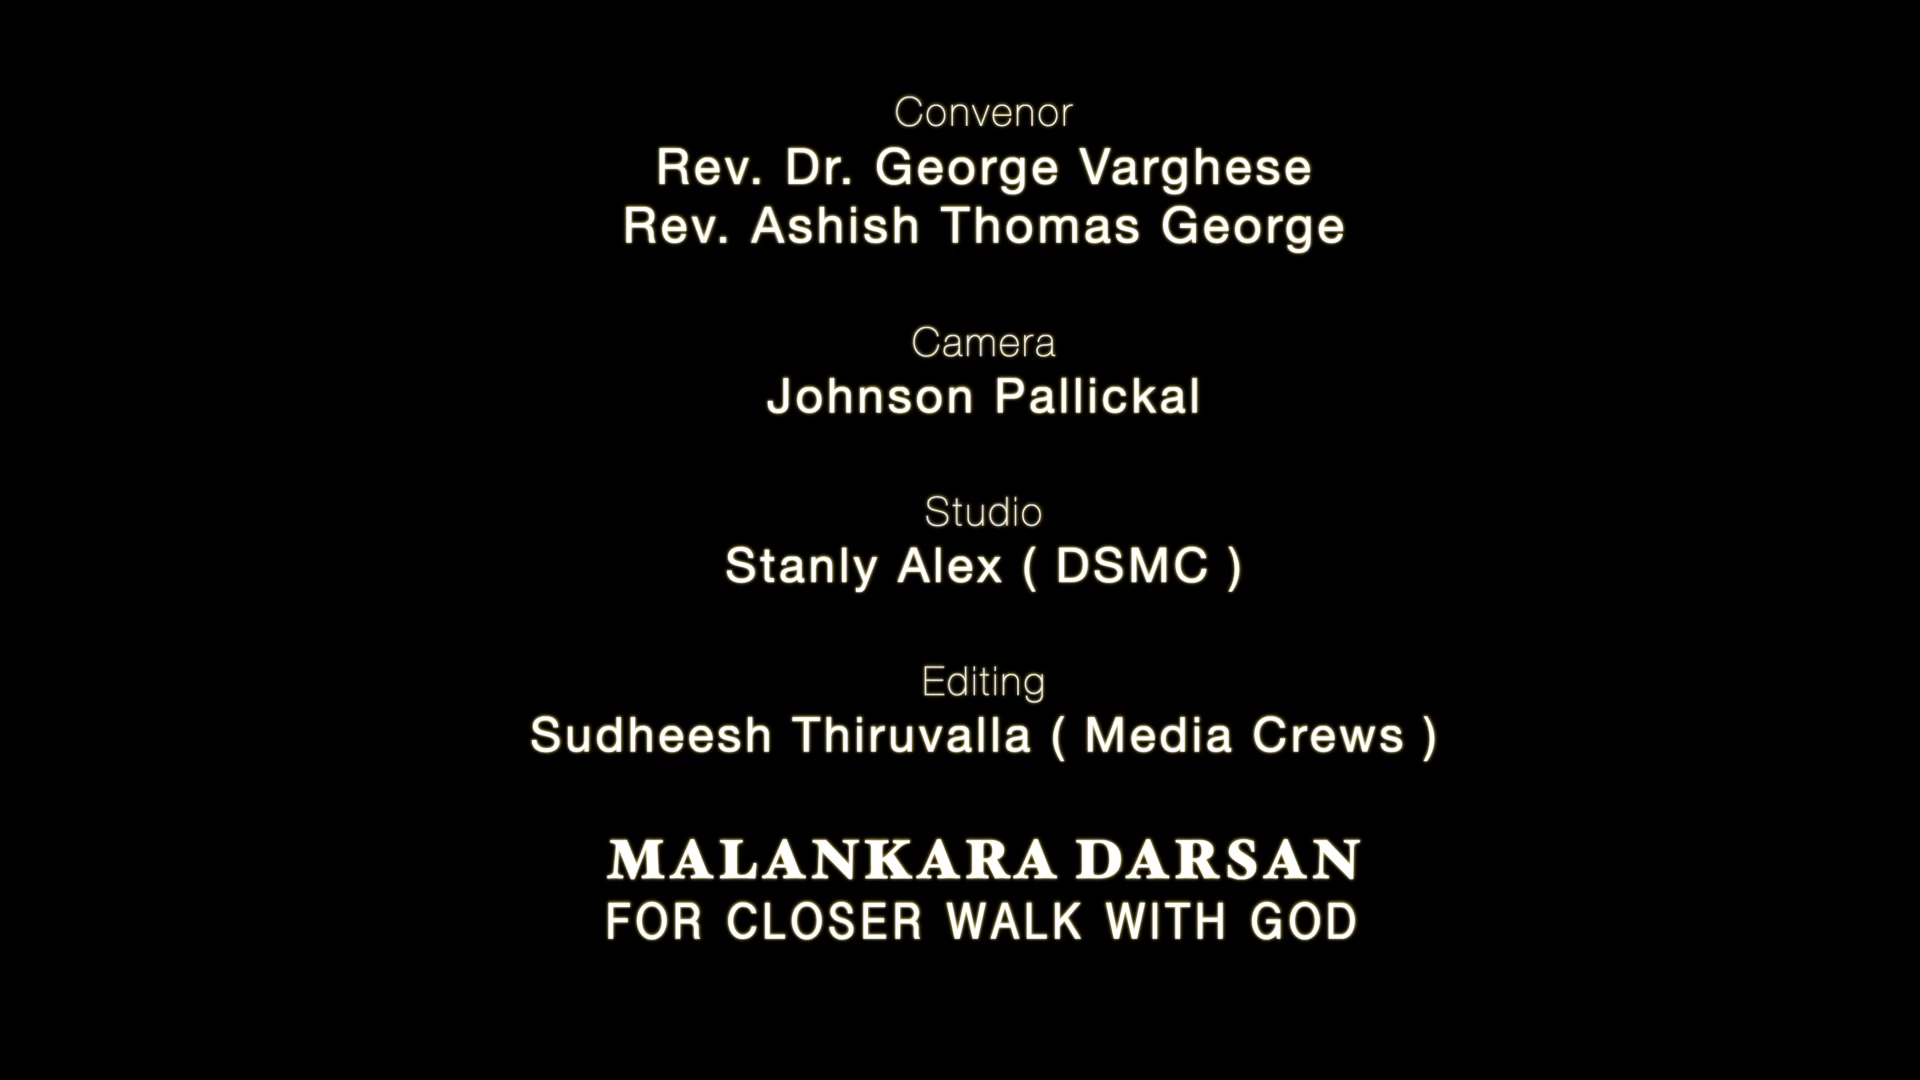 Convenor
Rev. Dr. George Varghese
Rev. Ashish Thomas George
Camera
Johnson Pallickal
Studio
Stanly Alex ( DSMC )
Editing
Sudheesh Thiruvalla ( Media Crews )
MALANKARA DARSAN
FOR CLOSER WALK WITH GOD